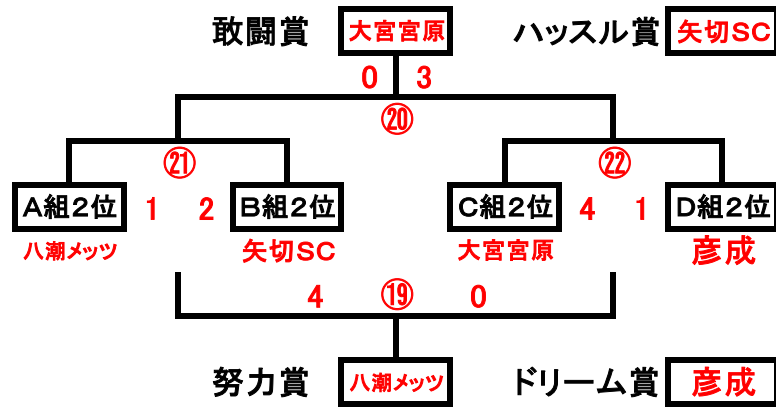 敢闘賞 大宮宮原 ハッスル賞 矢切SC
0 3
⑳
㉑ ㉒
A組2位 1 2 B組2位 C組2位 4 1 D組2位
八潮メッツ 矢切SC 大宮宮原 彦成
4 ⑲ 0
努力賞 八潮メッツ ドリーム賞 彦成